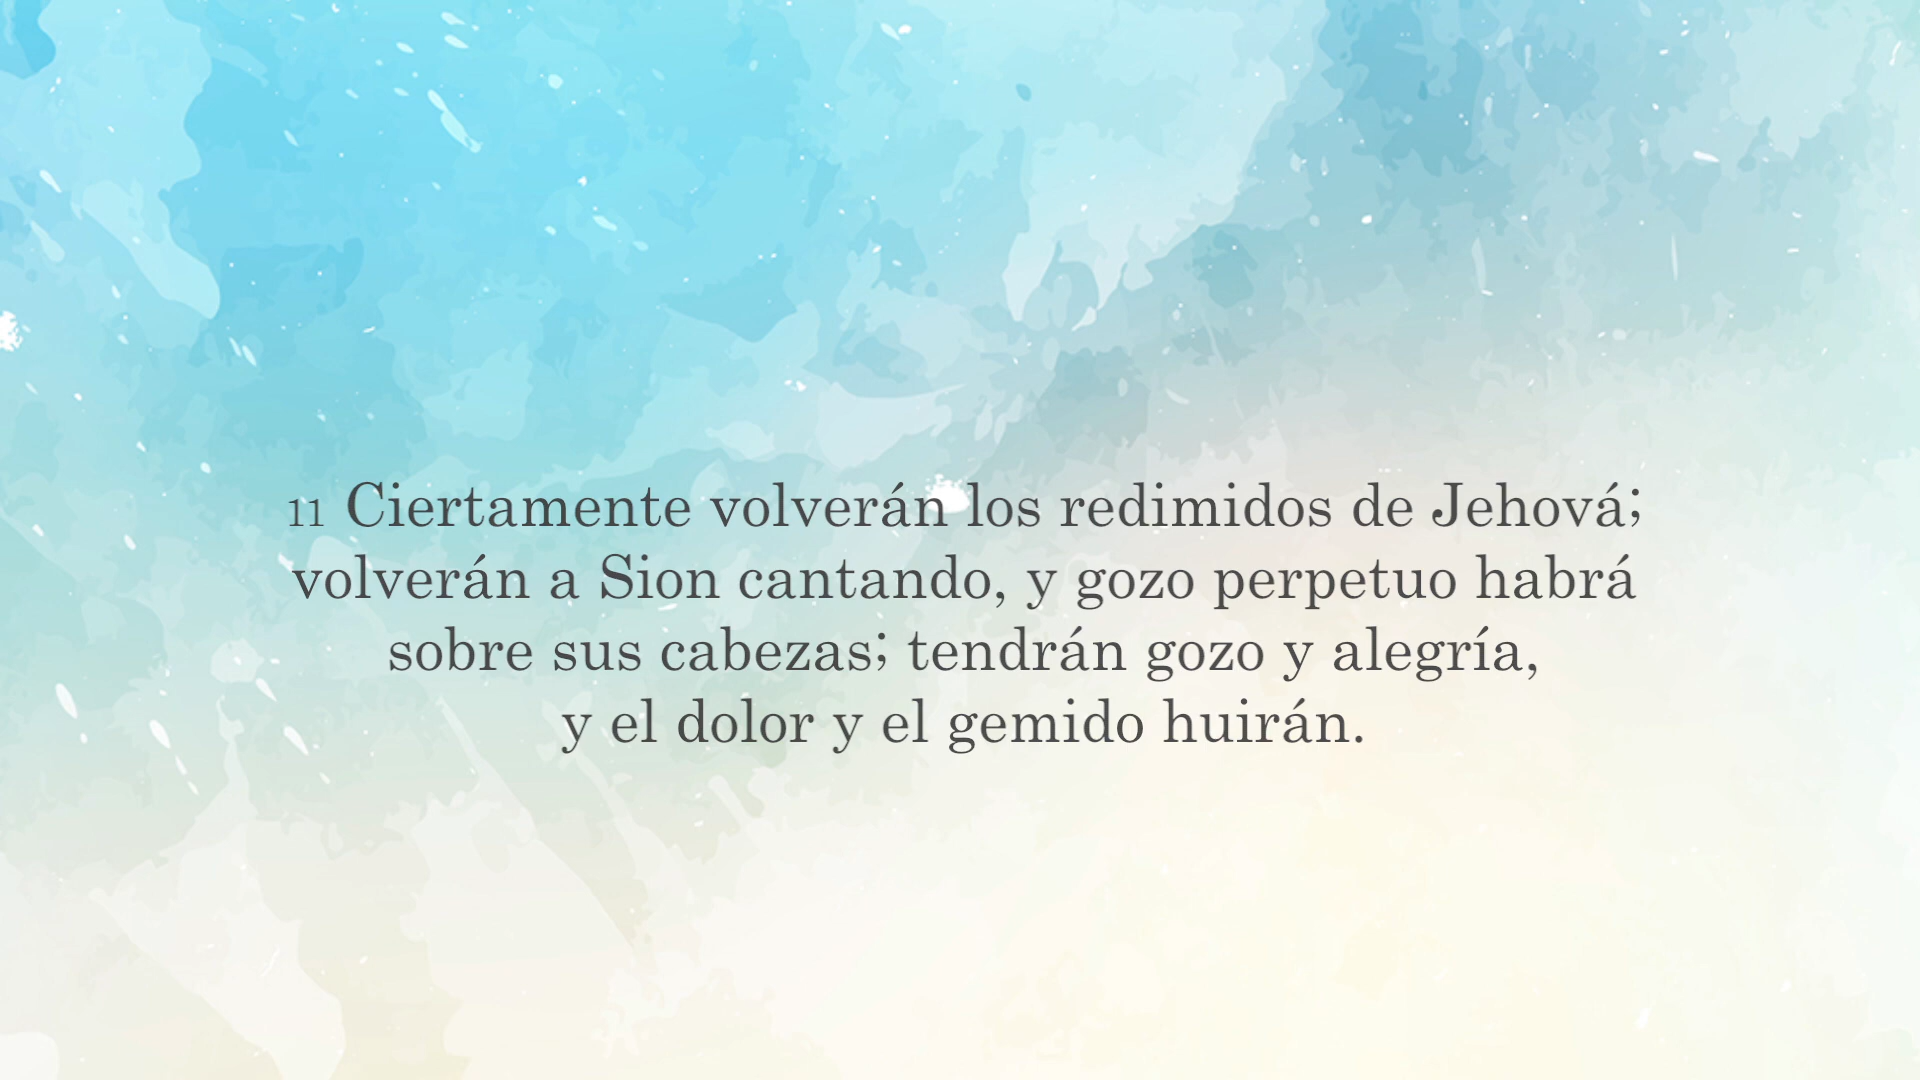 11 Ciertamente volverán los redimidos de Jehová;
volverán a Sion cantando, y gozo perpetuo habrá
sobre sus cabezas; tendrán gozo y alegría,
y el dolor y el gemido huirán.